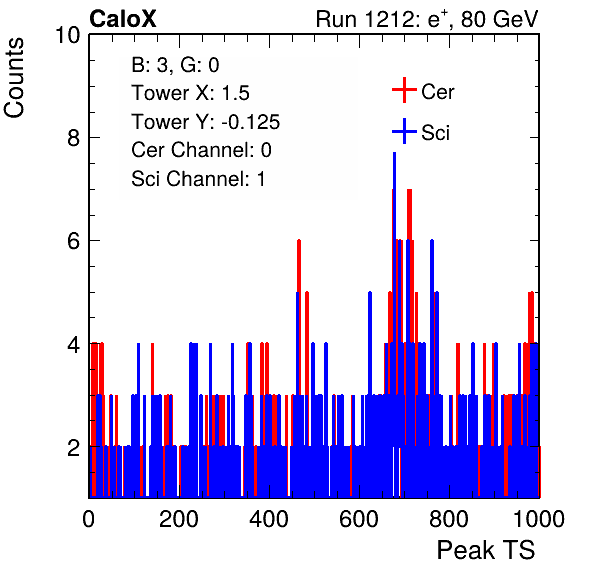 CaloX Run 1212: e+, 80 GeV
Counts
10
8
6
4
2
B: 3, G: 0
Tower X: 1.5
Tower Y: -0.125
Cer Channel: 0
Sci Channel: 1
Cer
Sci
0 200 400 600 800 1000
Peak TS